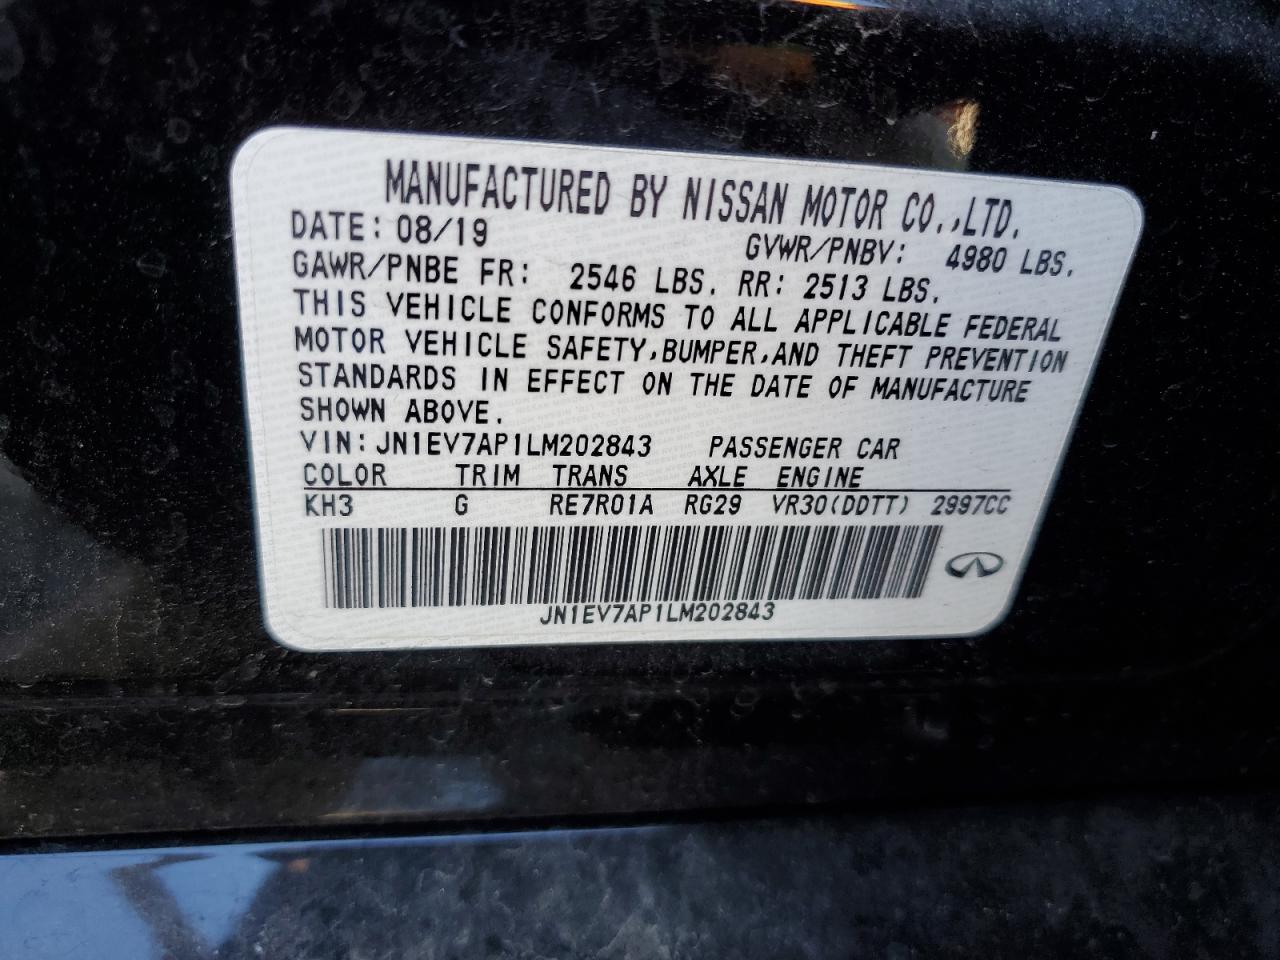 MANUFACTURED BY NISSAN MOTOR CO.,LTD.
DATE: 08/19 GVWR/PNBV: 4980 LBS.
GAWR/PNBE FR: 2546 LBS. RR: 2513 LBS.
THIS VEHICLE CONFORMS TO ALL APPLICABLE FEDERAL
MOTOR VEHICLE SAFETY,BUMPER,AND THEFT PREVENTION
STANDARDS IN EFFECT ON THE DATE OF MANUFACTURE
SHOWN ABOVE.
VIN:JN1EV7AP1LM202843 PASSENGER CAR
COLOR TRIM TRANS AXLE ENGINE
KH3 G RE7R01A RG29 VR30(DDTT) 2997CC
JN1EV7AP1LM202843